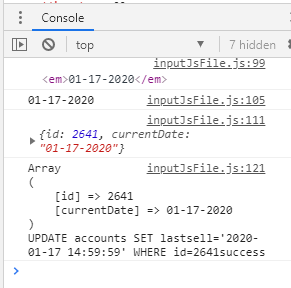 Console
top
7 hidden
inputJsFile.js:99
<em>01-17-2020</em>
01-17-2020 inputJsFile.js:105
inputJsFile.js:111
{id: 2641, currentDate:
"01-17-2020"}
Array inputJsFile.js:121
(
[id] => 2641
[currentDate] => 01-17-2020
)
UPDATE accounts SET lastsell='2020-
01-17 14:59:59' WHERE id=2641success